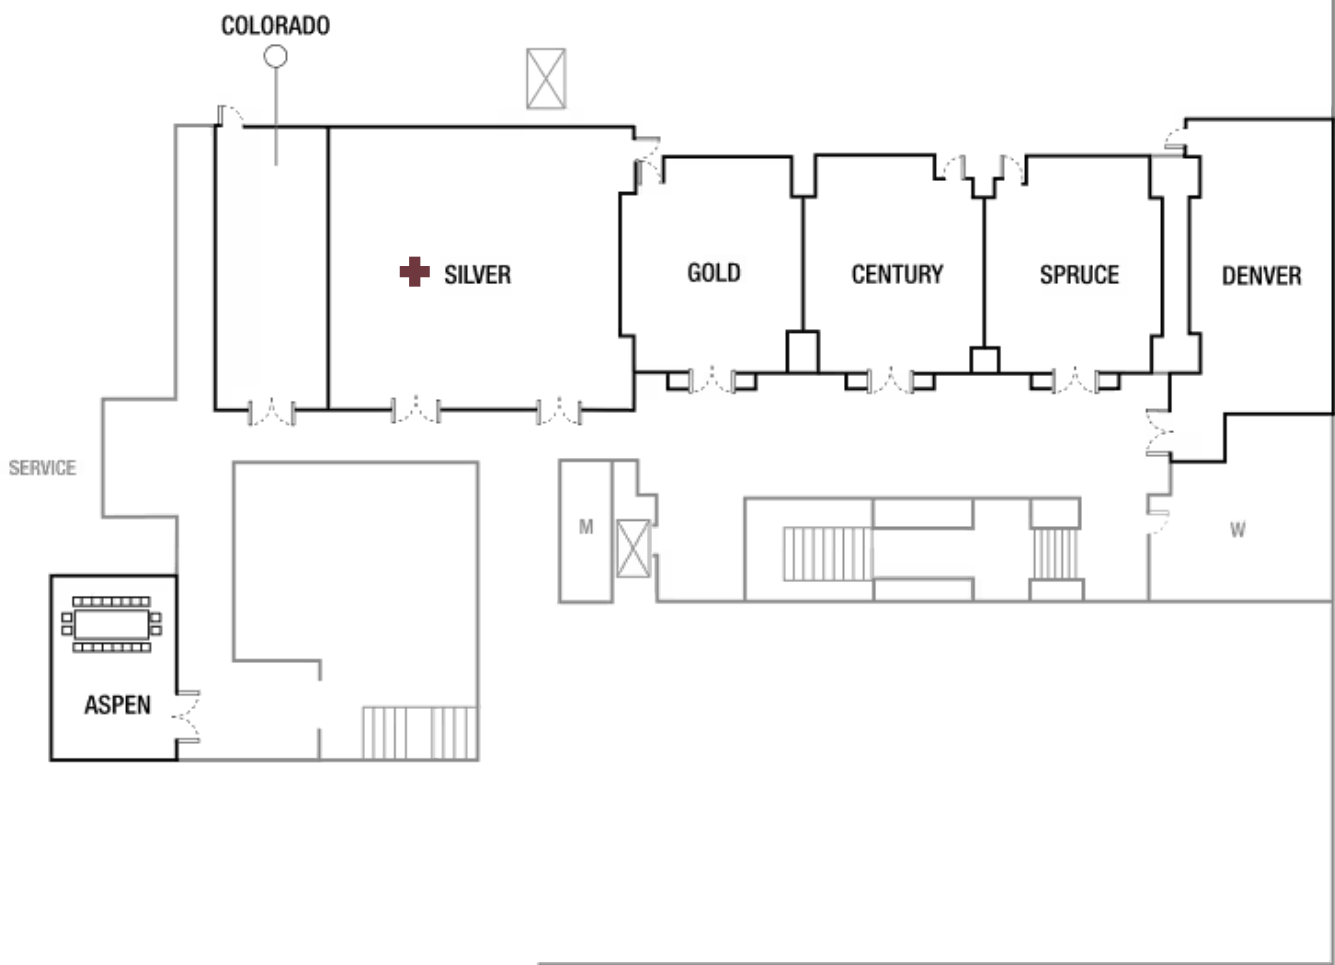 COLORADO
SILVER
GOLD
CENTURY
SPRUCE
DENVER
SERVICE
M
W
ASPEN